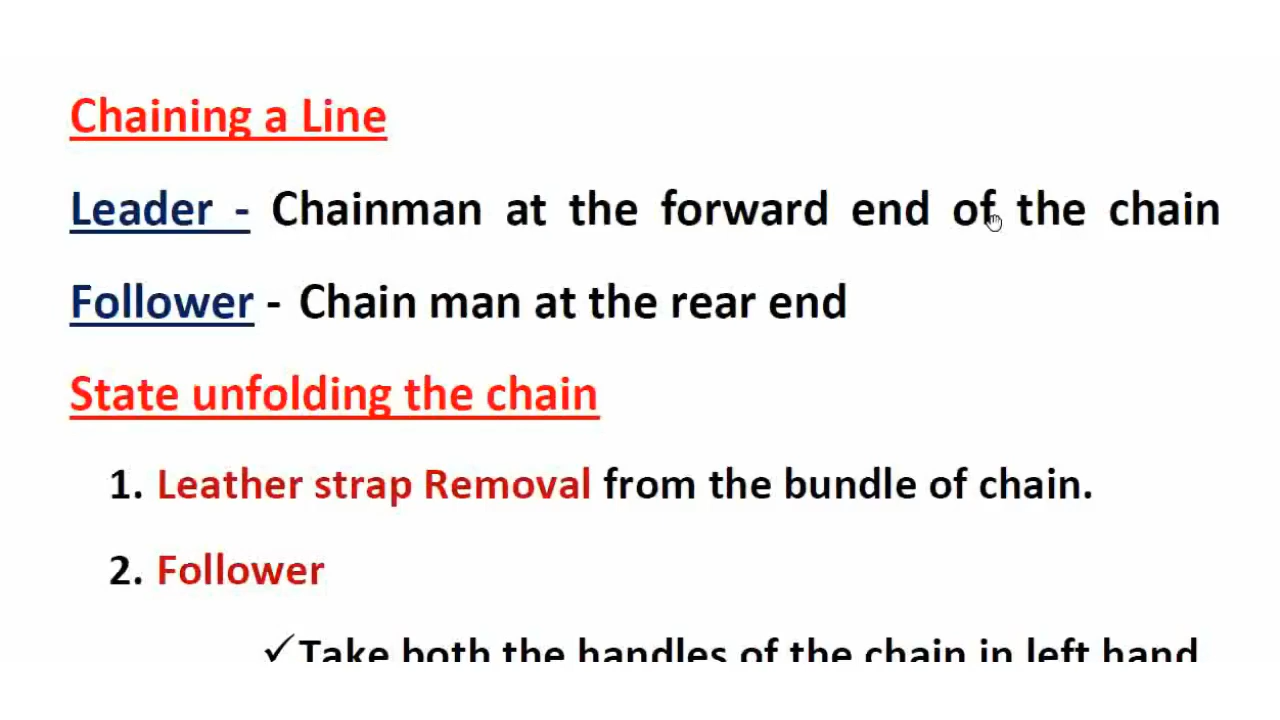 Chaining a Line
Leader - Chainman at the forward end of the chain
Follower - Chain man at the rear end
State unfolding the chain
1. Leather strap Removal from the bundle of chain.
2. Follower
✓Take both the handles of the chain in left hand